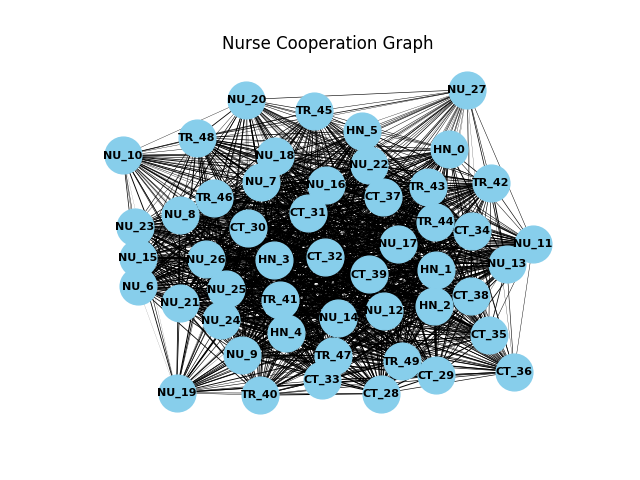 Nurse Cooperation Graph
NU_27
NU_20
TR_45
HN_5
TR_48
HN_0
NU_10
NU_18
NU_22
NU_7
NU_16
TR_43
TR_42
CT_37
TR_46
CT_31
NU_8
TR_44
NU_23
CT_30
CT_34
NU_17
NU_11
NU_15
NU_26
HN_3
CT_32
NU_13
HN_1
CT_39
NU_6
NU_25
CT_38
NU_21
TR_41
HN_2
NU_12
NU_14
NU_24
HN_4
CT_35
NU_9
TR_47
TR_49
CT_36
CT_29
CT_33
NU_19
TR_40
CT_28